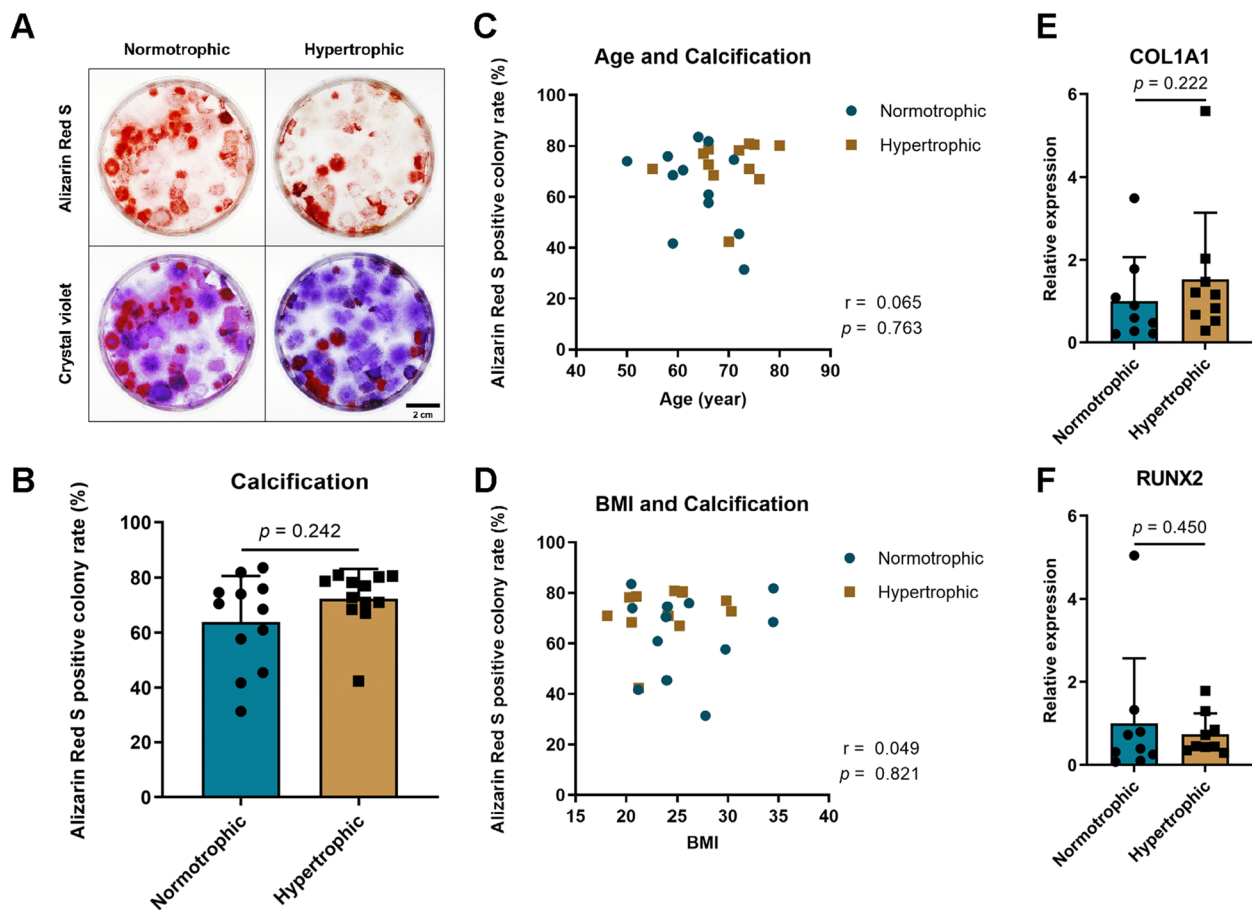 A
Normotrophic
Hypertrophic
Alizarin Red S
Crystal violet
2 cm
B
Calcification
Alizarin Red S positive colony rate (%)
p = 0.242
100
80
60
40
20
0
Normotrophic
Hypertrophic
C
Age and Calcification
Alizarin Red S positive colony rate (%)
100
80
60
40
20
0
40 50 60 70 80 90
Age (year)
Normotrophic
Hypertrophic
r = 0.065
p = 0.763
D
BMI and Calcification
Alizarin Red S positive colony rate (%)
100
80
60
40
20
0
15 20 25 30 35 40
BMI
Normotrophic
Hypertrophic
r = 0.049
p = 0.821
E
COL1A1
p = 0.222
Relative expression
6
4
2
0
Normotrophic
Hypertrophic
F
RUNX2
p = 0.450
Relative expression
6
4
2
0
Normotrophic
Hypertrophic